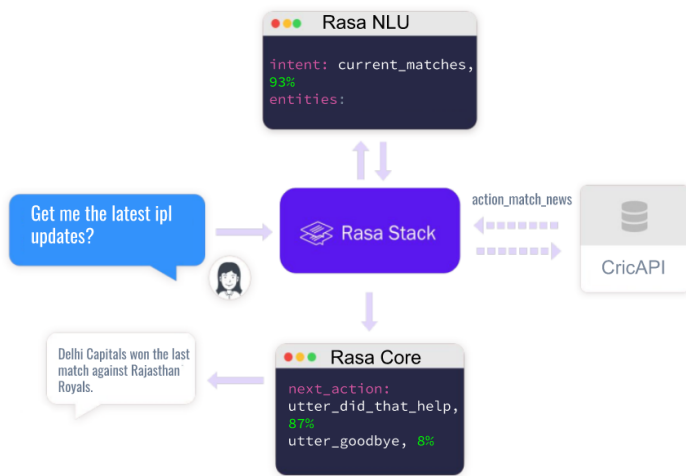 Rasa NLU
intent: current_matches,
93%
entities:
Get me the latest ipl
updates?
Rasa Stack
action_match_news
CricAPI
Delhi Capitals won the last
match against Rajasthan
Royals.
Rasa Core
next_action:
utter_did_that_help,
87%
utter_goodbye, 8%